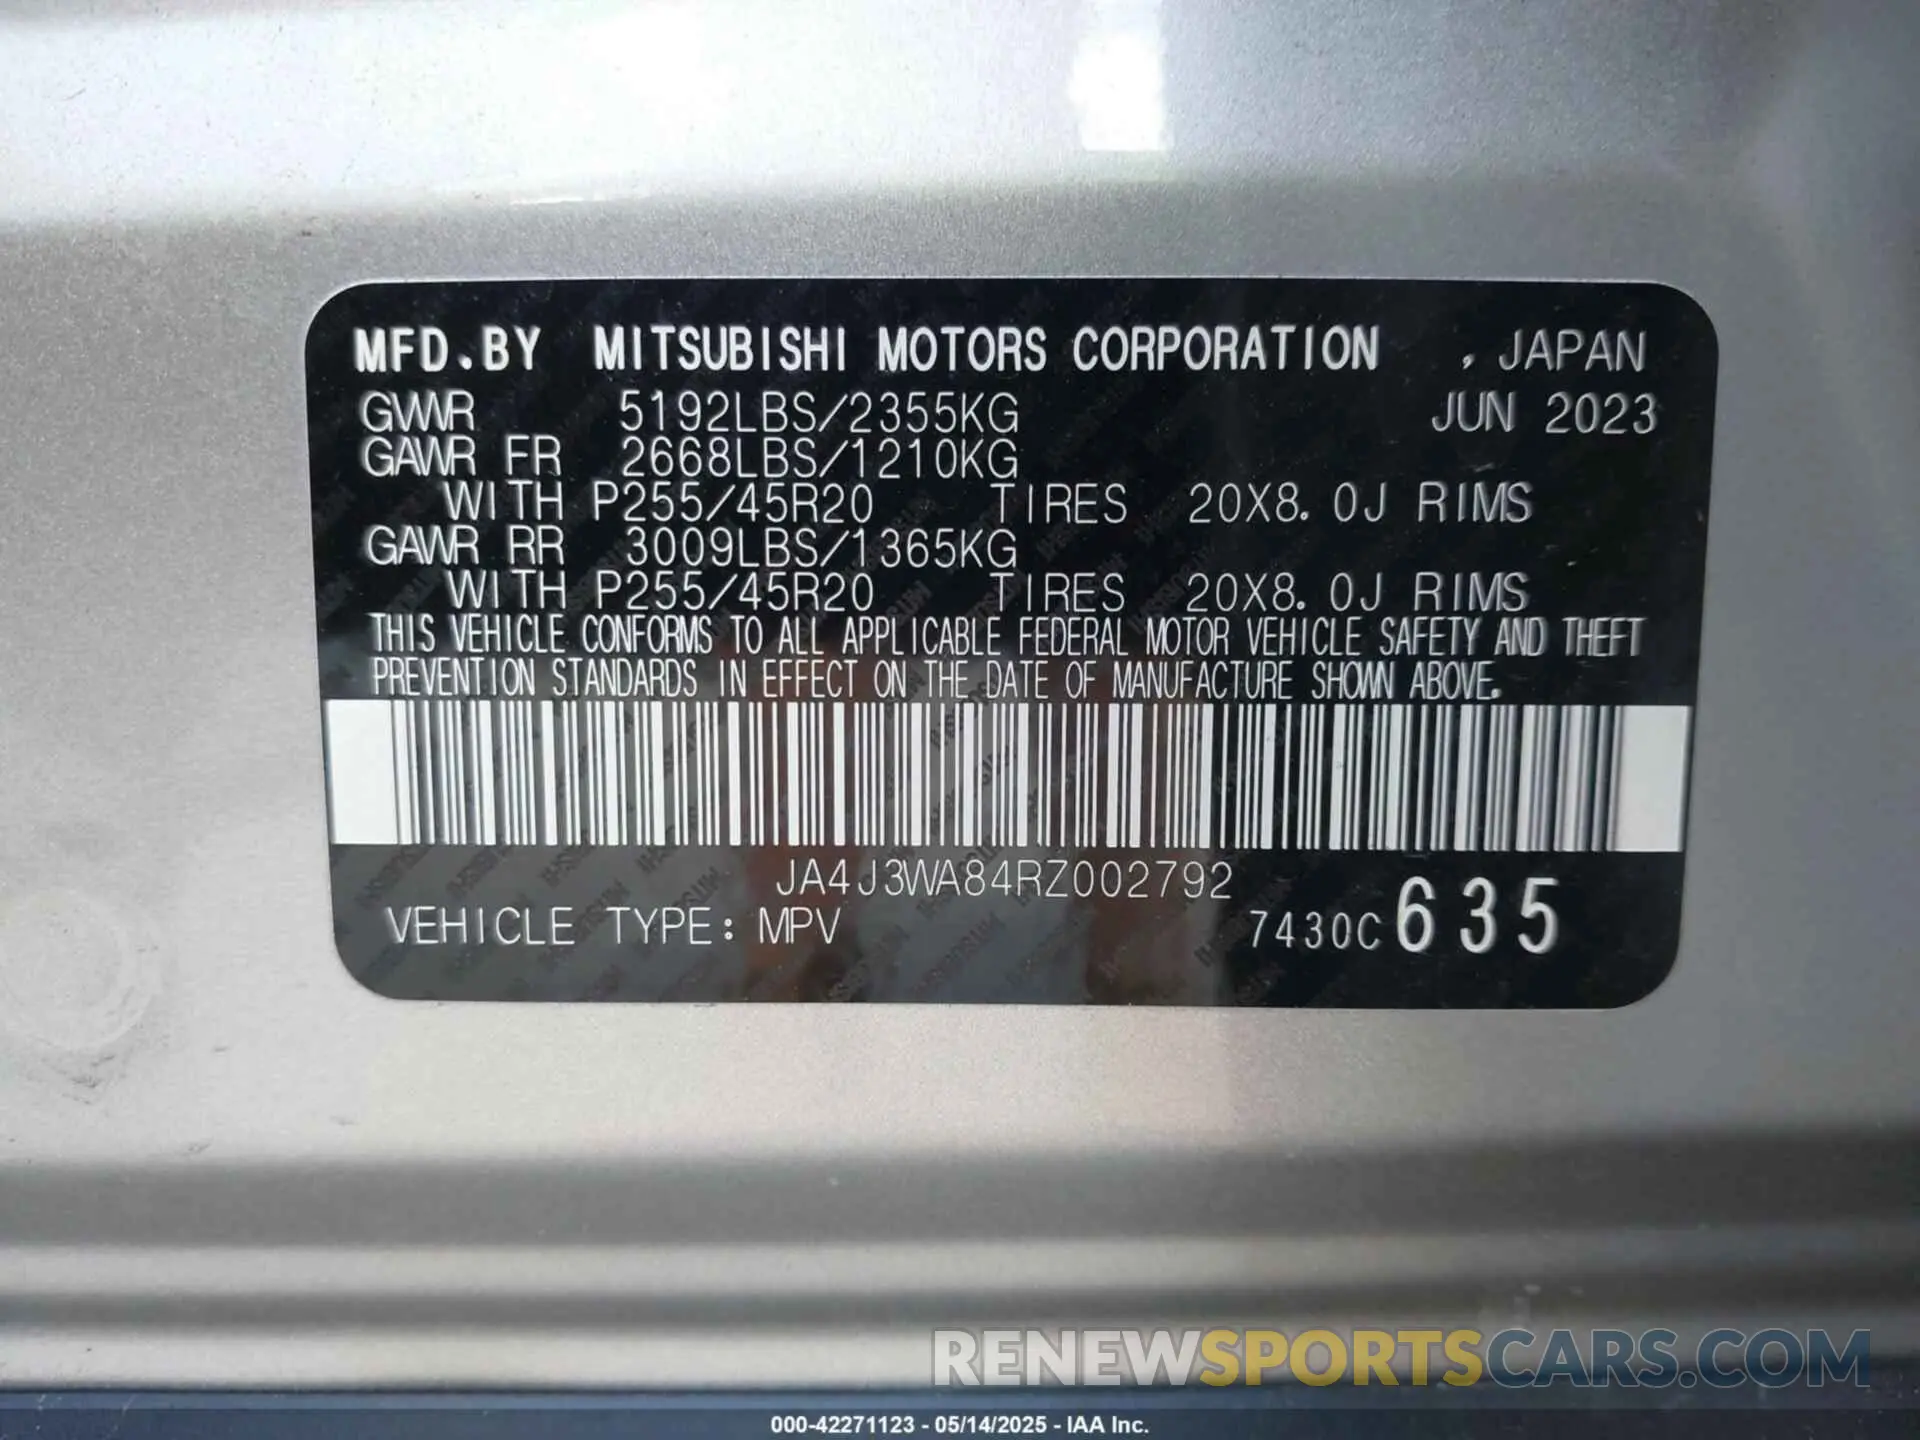 MFD.BY MITSUBISHI MOTORS CORPORATION , JAPAN
GVWR 5192LBS/2355KG JUN 2023
GAWR FR 2668LBS/1210KG
WITH P255/45R20 TIRES 20X8.0J RIMS
GAWR RR 3009LBS/1365KG
WITH P255/45R20 TIRES 20X8.0J RIMS
THIS VEHICLE CONFORMS TO ALL APPLICABLE FEDERAL MOTOR VEHICLE SAFETY AND THEFT
PREVENTION STANDARDS IN EFFECT ON THE DATE OF MANUFACTURE SHOWN ABOVE.
JA4J3WA84RZ002792
VEHICLE TYPE: MPV 7430C 635
RENEWSPORTSCARS.COM
000-42271123 - 05/14/2025 - IAA Inc.